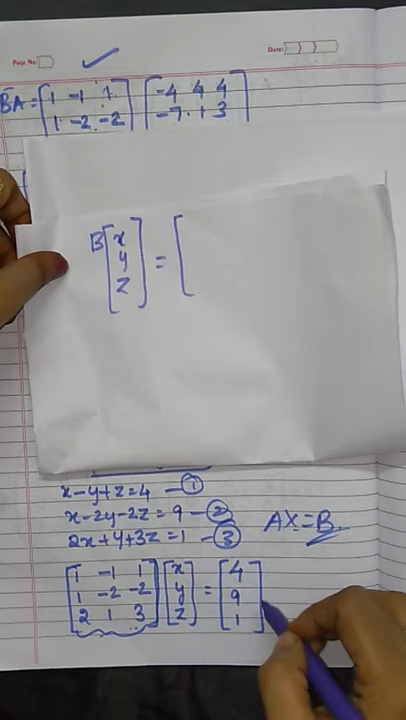 Page No:
Date:
BA = [1 -1 1] [-4 4 4]
[1 -2 -2] [-7 1 3]
B [x] = [
[y]
[z]
x-y+z=4 — ①
x-2y-2z=9 — ②
2x+y+3z=1 — ③
AX=B
[1 -1 1] [x] = [4]
[1 -2 -2] [y] [9]
[2 1 3] [z] [1]